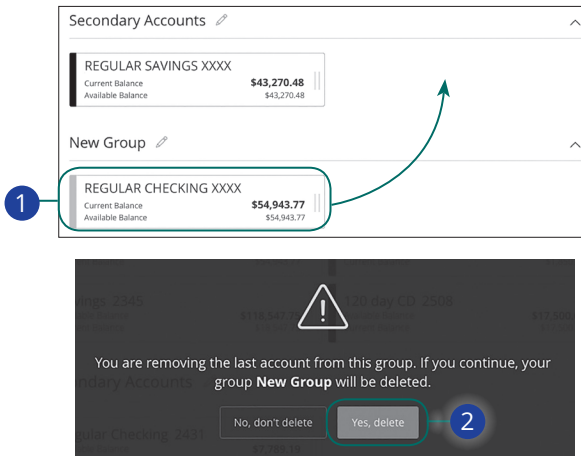 Secondary Accounts
REGULAR SAVINGS XXXX
Current Balance $43,270.48
Available Balance $43,270.48
New Group
1
REGULAR CHECKING XXXX
Current Balance $54,943.77
Available Balance $54,943.77
120 day CD: 2508
You are removing the last account from this group. If you continue, your
group New Group will be deleted.
No, don't delete Yes, delete 2